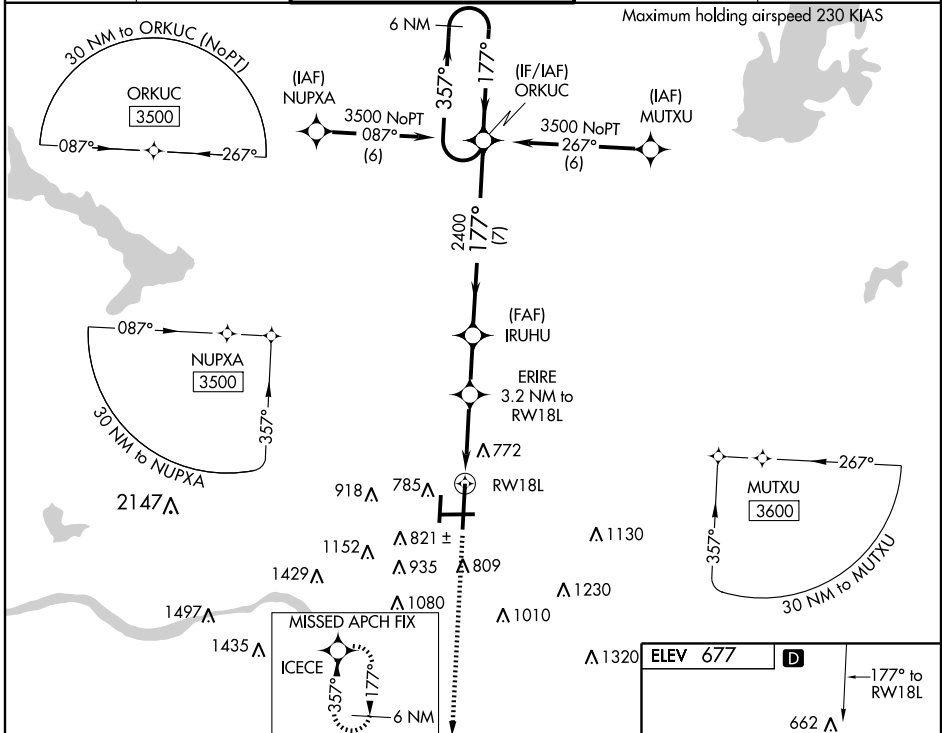 Maximum holding airspeed 230 KIAS
6 NM
357°
177°
30 NM to ORKUC (NoPT)
ORKUC
3500
087°
267°
(IAF)
NUPXA
3500 NoPT
087°
(6)
(IF/IAF)
ORKUC
3500 NoPT
267°
(6)
(IAF)
MUTXU
2400
177°
(7)
(FAF)
IRUHU
ERIRE
3.2 NM to
RW18L
087°
NUPXA
3500
357°
30 NM to NUPXA
772
RW18L
267°
MUTXU
3600
357°
30 NM to MUTXU
2147
918
785
821 ±
1152
935
809
1130
1429
1080
1230
1497
1010
1435
1320
MISSED APCH FIX
ICECE
357°
177°
6 NM
ELEV 677
D
177° to
RW18L
662